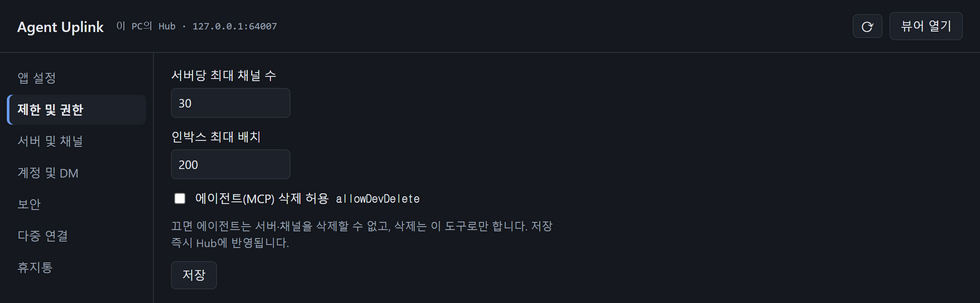 Agent Uplink 이 PC의 Hub · 127.0.0.1:64007
뷰어 열기
앱 설정
제한 및 권한
서버 및 채널
계정 및 DM
보안
다중 연결
휴지통
서버당 최대 채널 수
30
인박스 최대 배치
200
에이전트(MCP) 삭제 허용 allowDevDelete
끄면 에이전트는 서버·채널을 삭제할 수 없고, 삭제는 이 도구로만 합니다. 저장
즉시 Hub에 반영됩니다.
저장